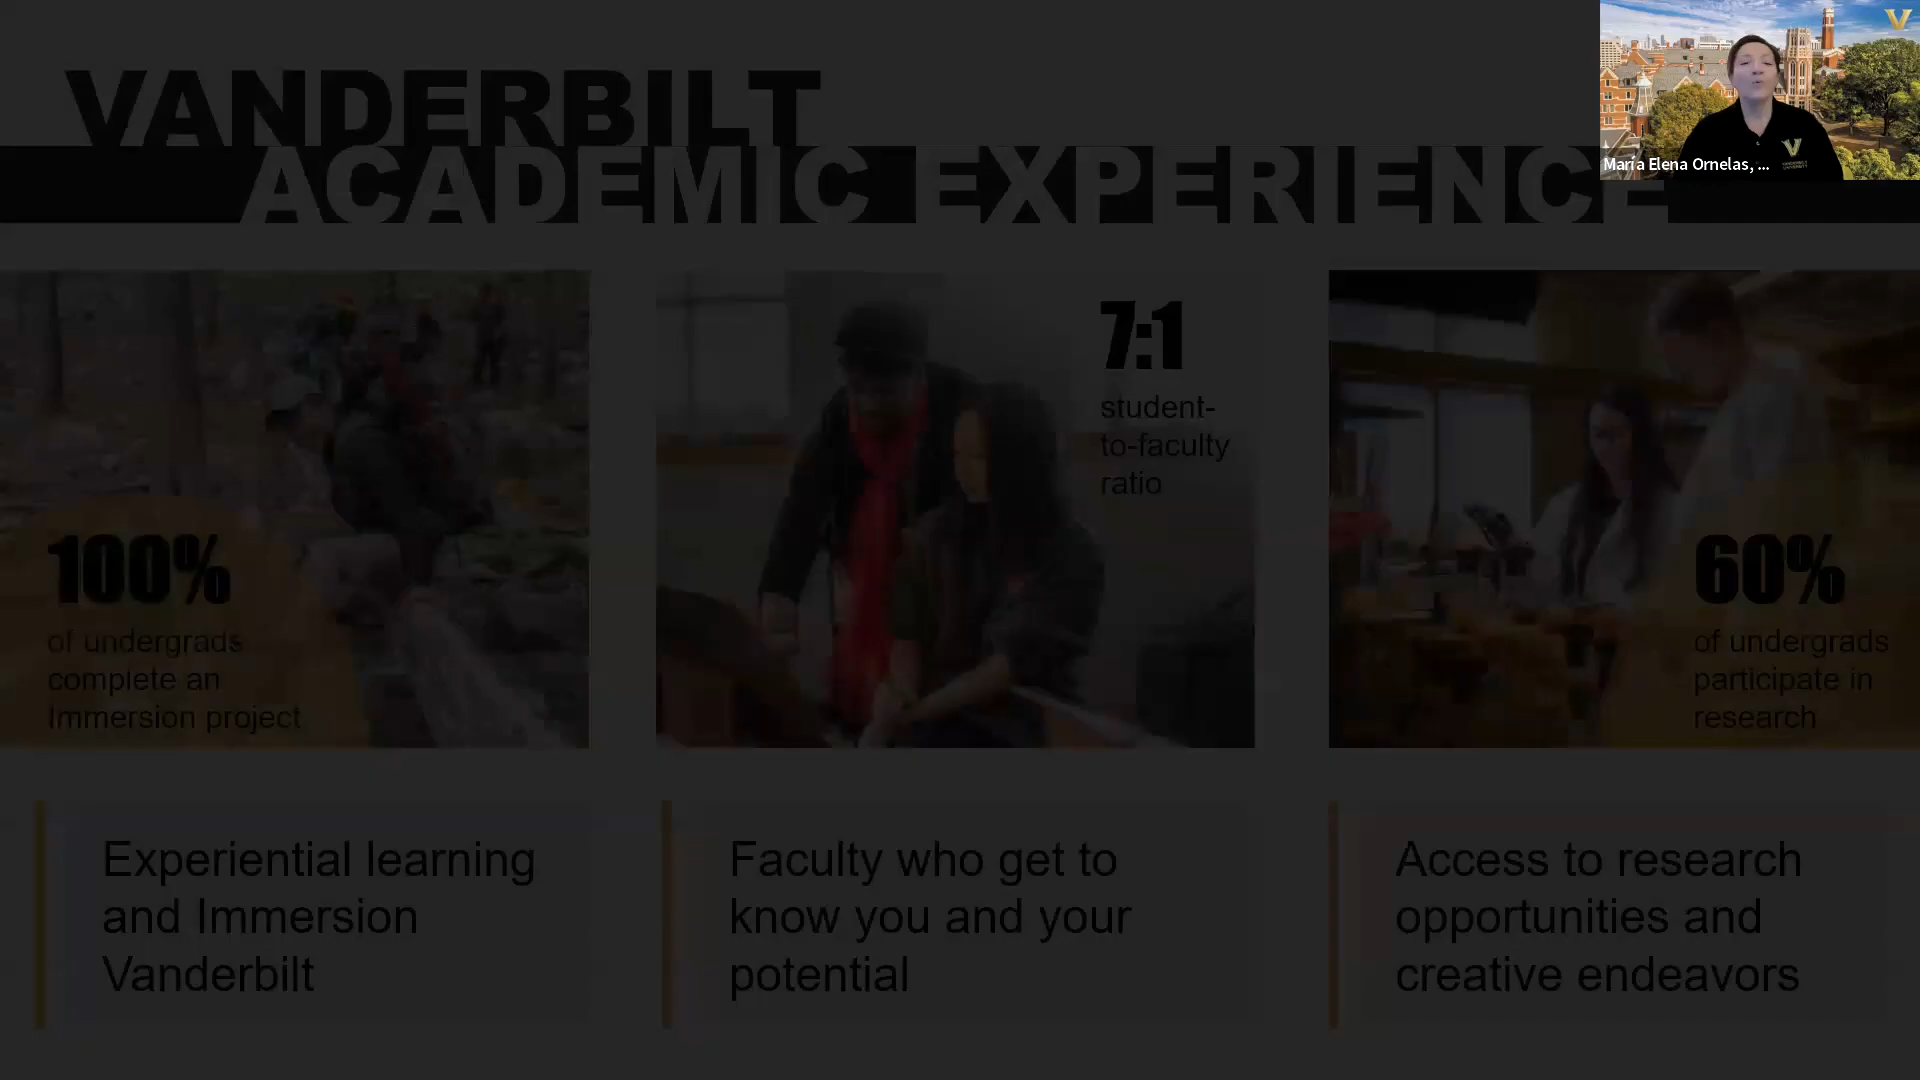 VANDERBILT
ACADEMIC EXPERIENCE
María Elena Ornelas, ...
100%
of undergrads
complete an
Immersion project
7:1
student-
to-faculty
ratio
60%
of undergrads
participate in
research
Experiential learning
and Immersion
Vanderbilt
Faculty who get to
know you and your
potential
Access to research
opportunities and
creative endeavors
V
VANDERBILT
UNIVERSITY